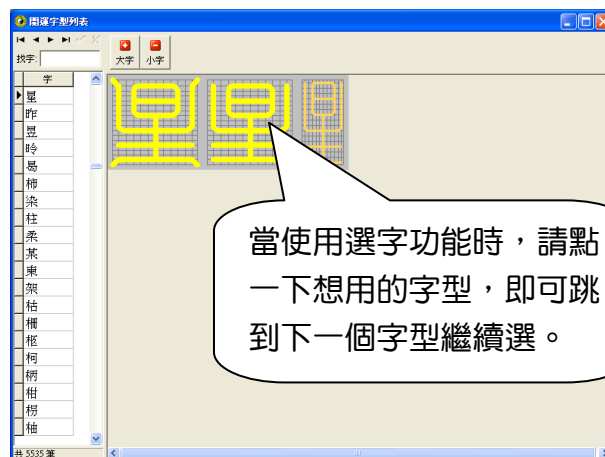 開運字型列表
找字:
大字 小字
字
星
昨
昱
昤
曷
柿
染
柱
柔
某
東
架
枯
柵
柩
柯
柄
柑
柺
柚
共 5535 筆
當使用選字功能時，請點
一下想用的字型，即可跳
到下一個字型繼續選。